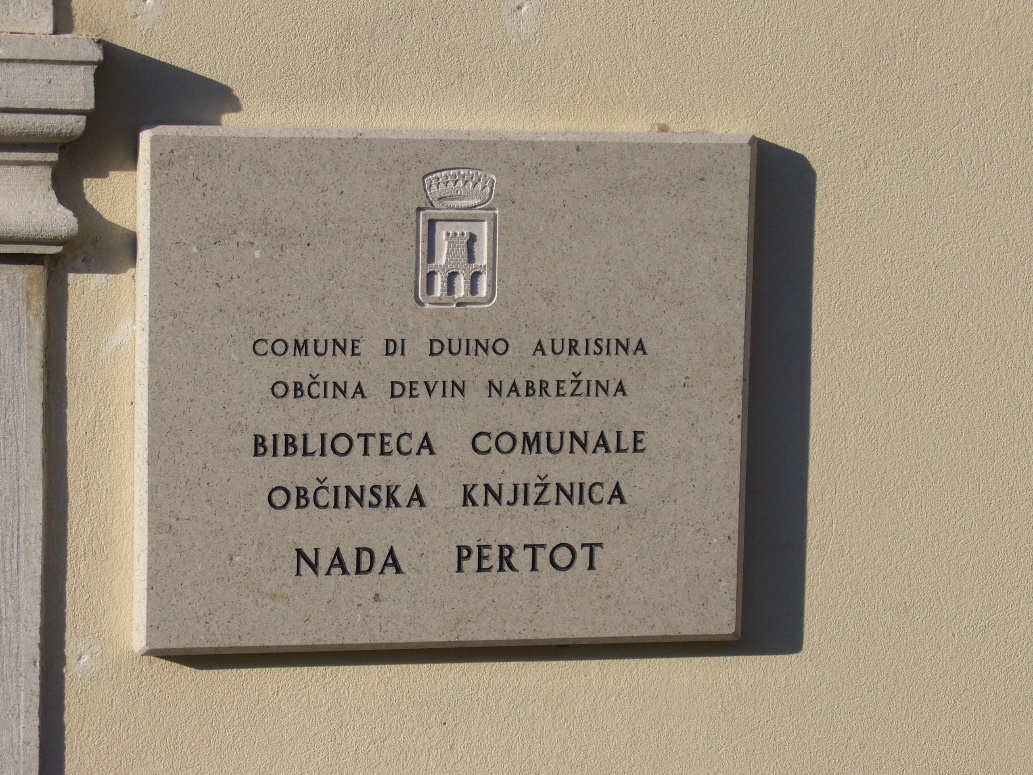 COMUNE DI DUINO AURISINA
OBČINA DEVIN NABREŽINA
BIBLIOTECA COMUNALE
OBČINSKA KNJIŽNICA
NADA PERTOT